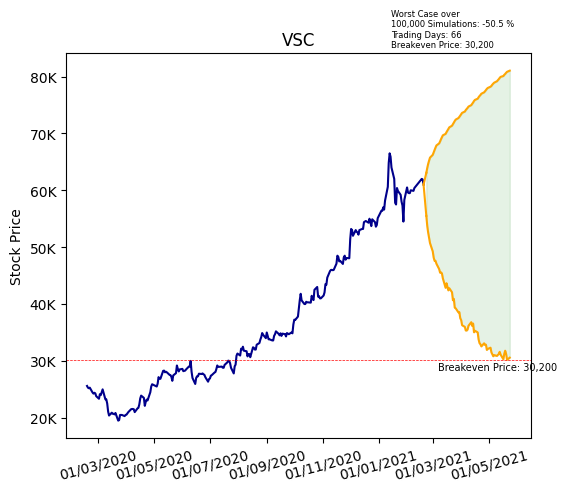 Worst Case over
100,000 Simulations: -50.5 %
Trading Days: 66
Breakeven Price: 30,200
VSC
Stock Price
80K
70K
60K
50K
40K
30K
20K
Breakeven Price: 30,200
01/03/2020 01/05/2020 01/07/2020 01/09/2020 01/11/2020 01/01/2021 01/03/2021 01/05/2021